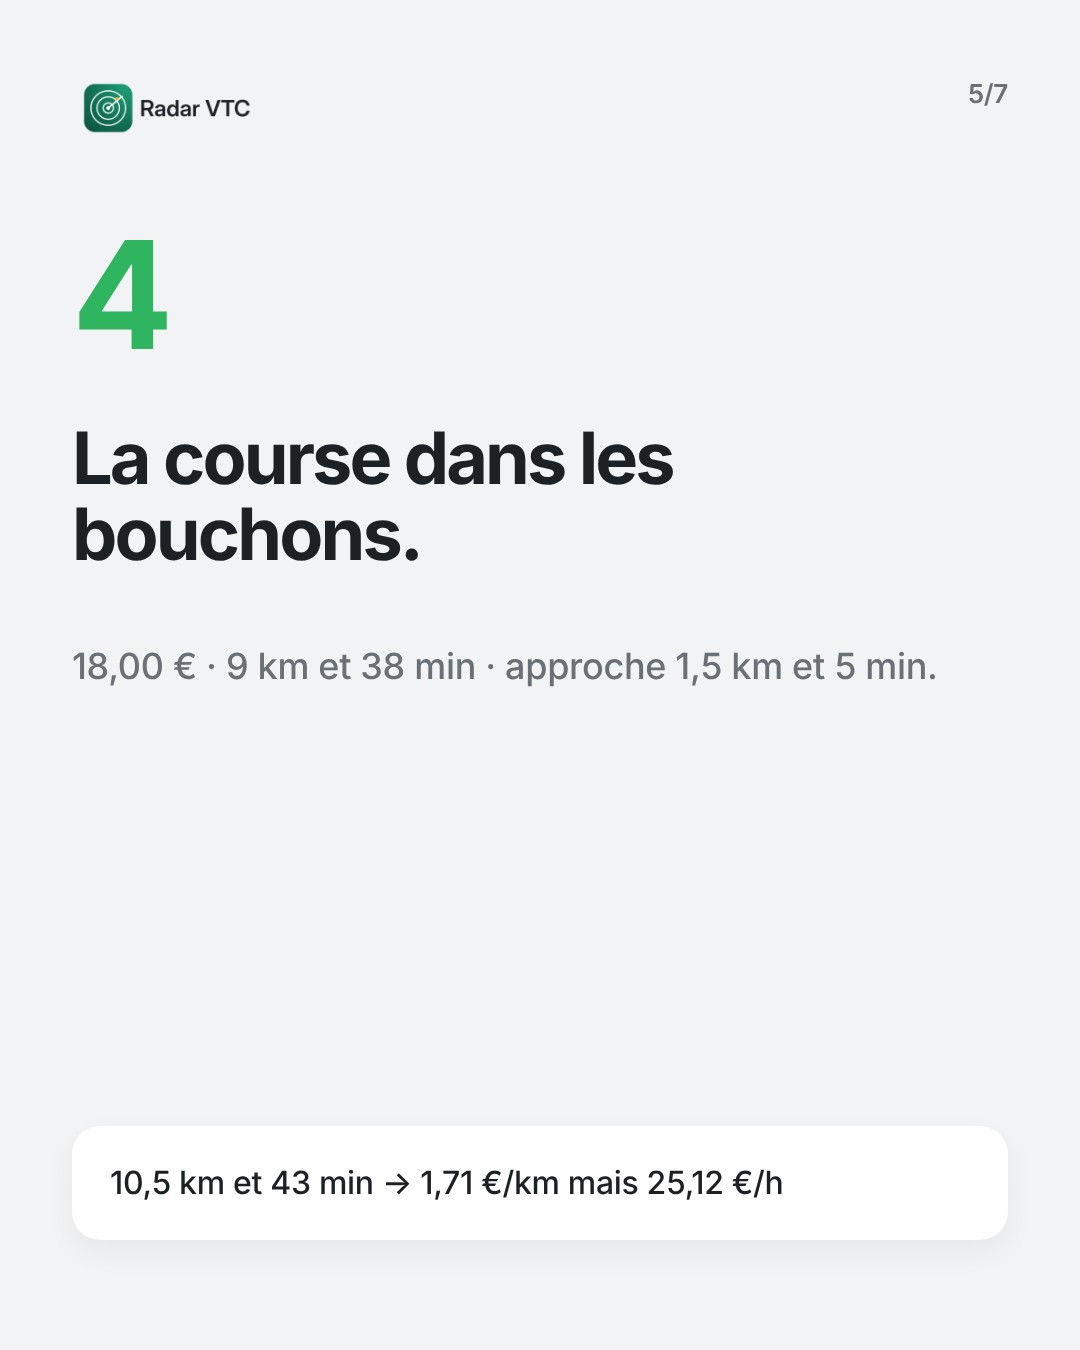 Radar VTC
5/7
4
La course dans les
bouchons.
18,00 € · 9 km et 38 min · approche 1,5 km et 5 min.
10,5 km et 43 min → 1,71 €/km mais 25,12 €/h